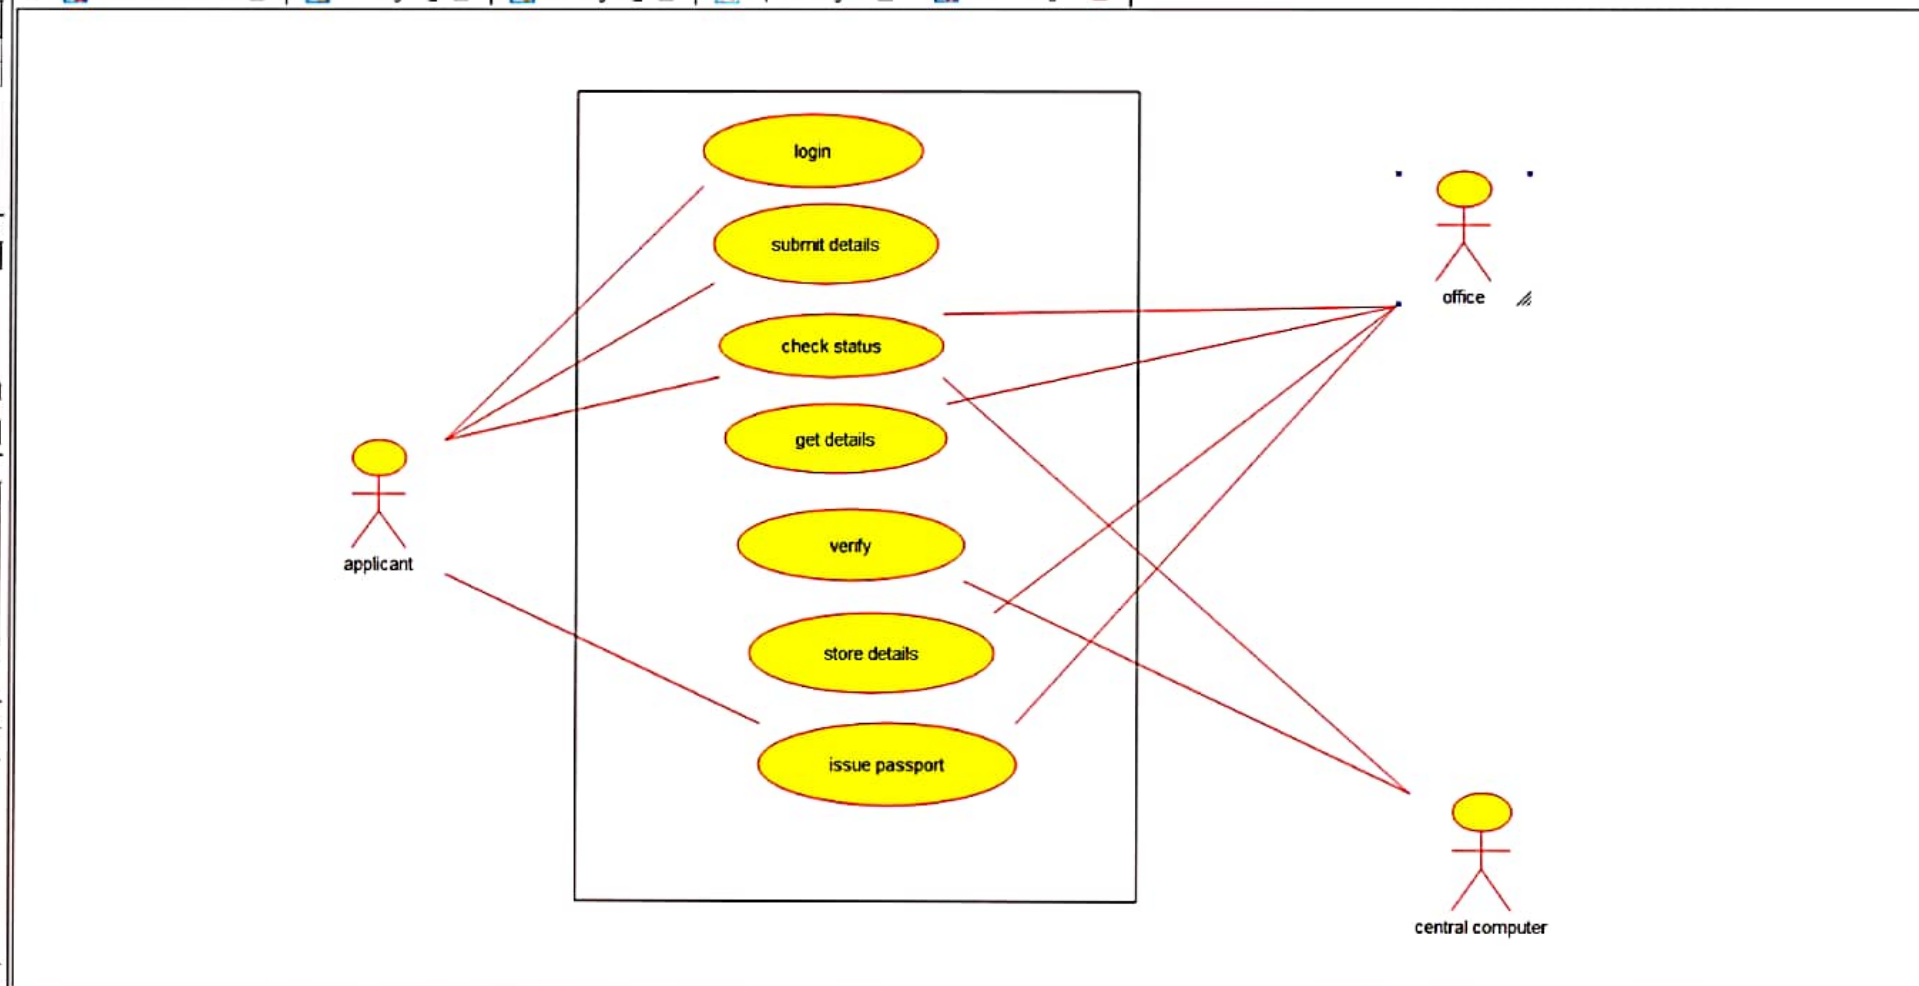 login
submit details
check status
get details
verify
store details
issue passport
applicant
office
central computer